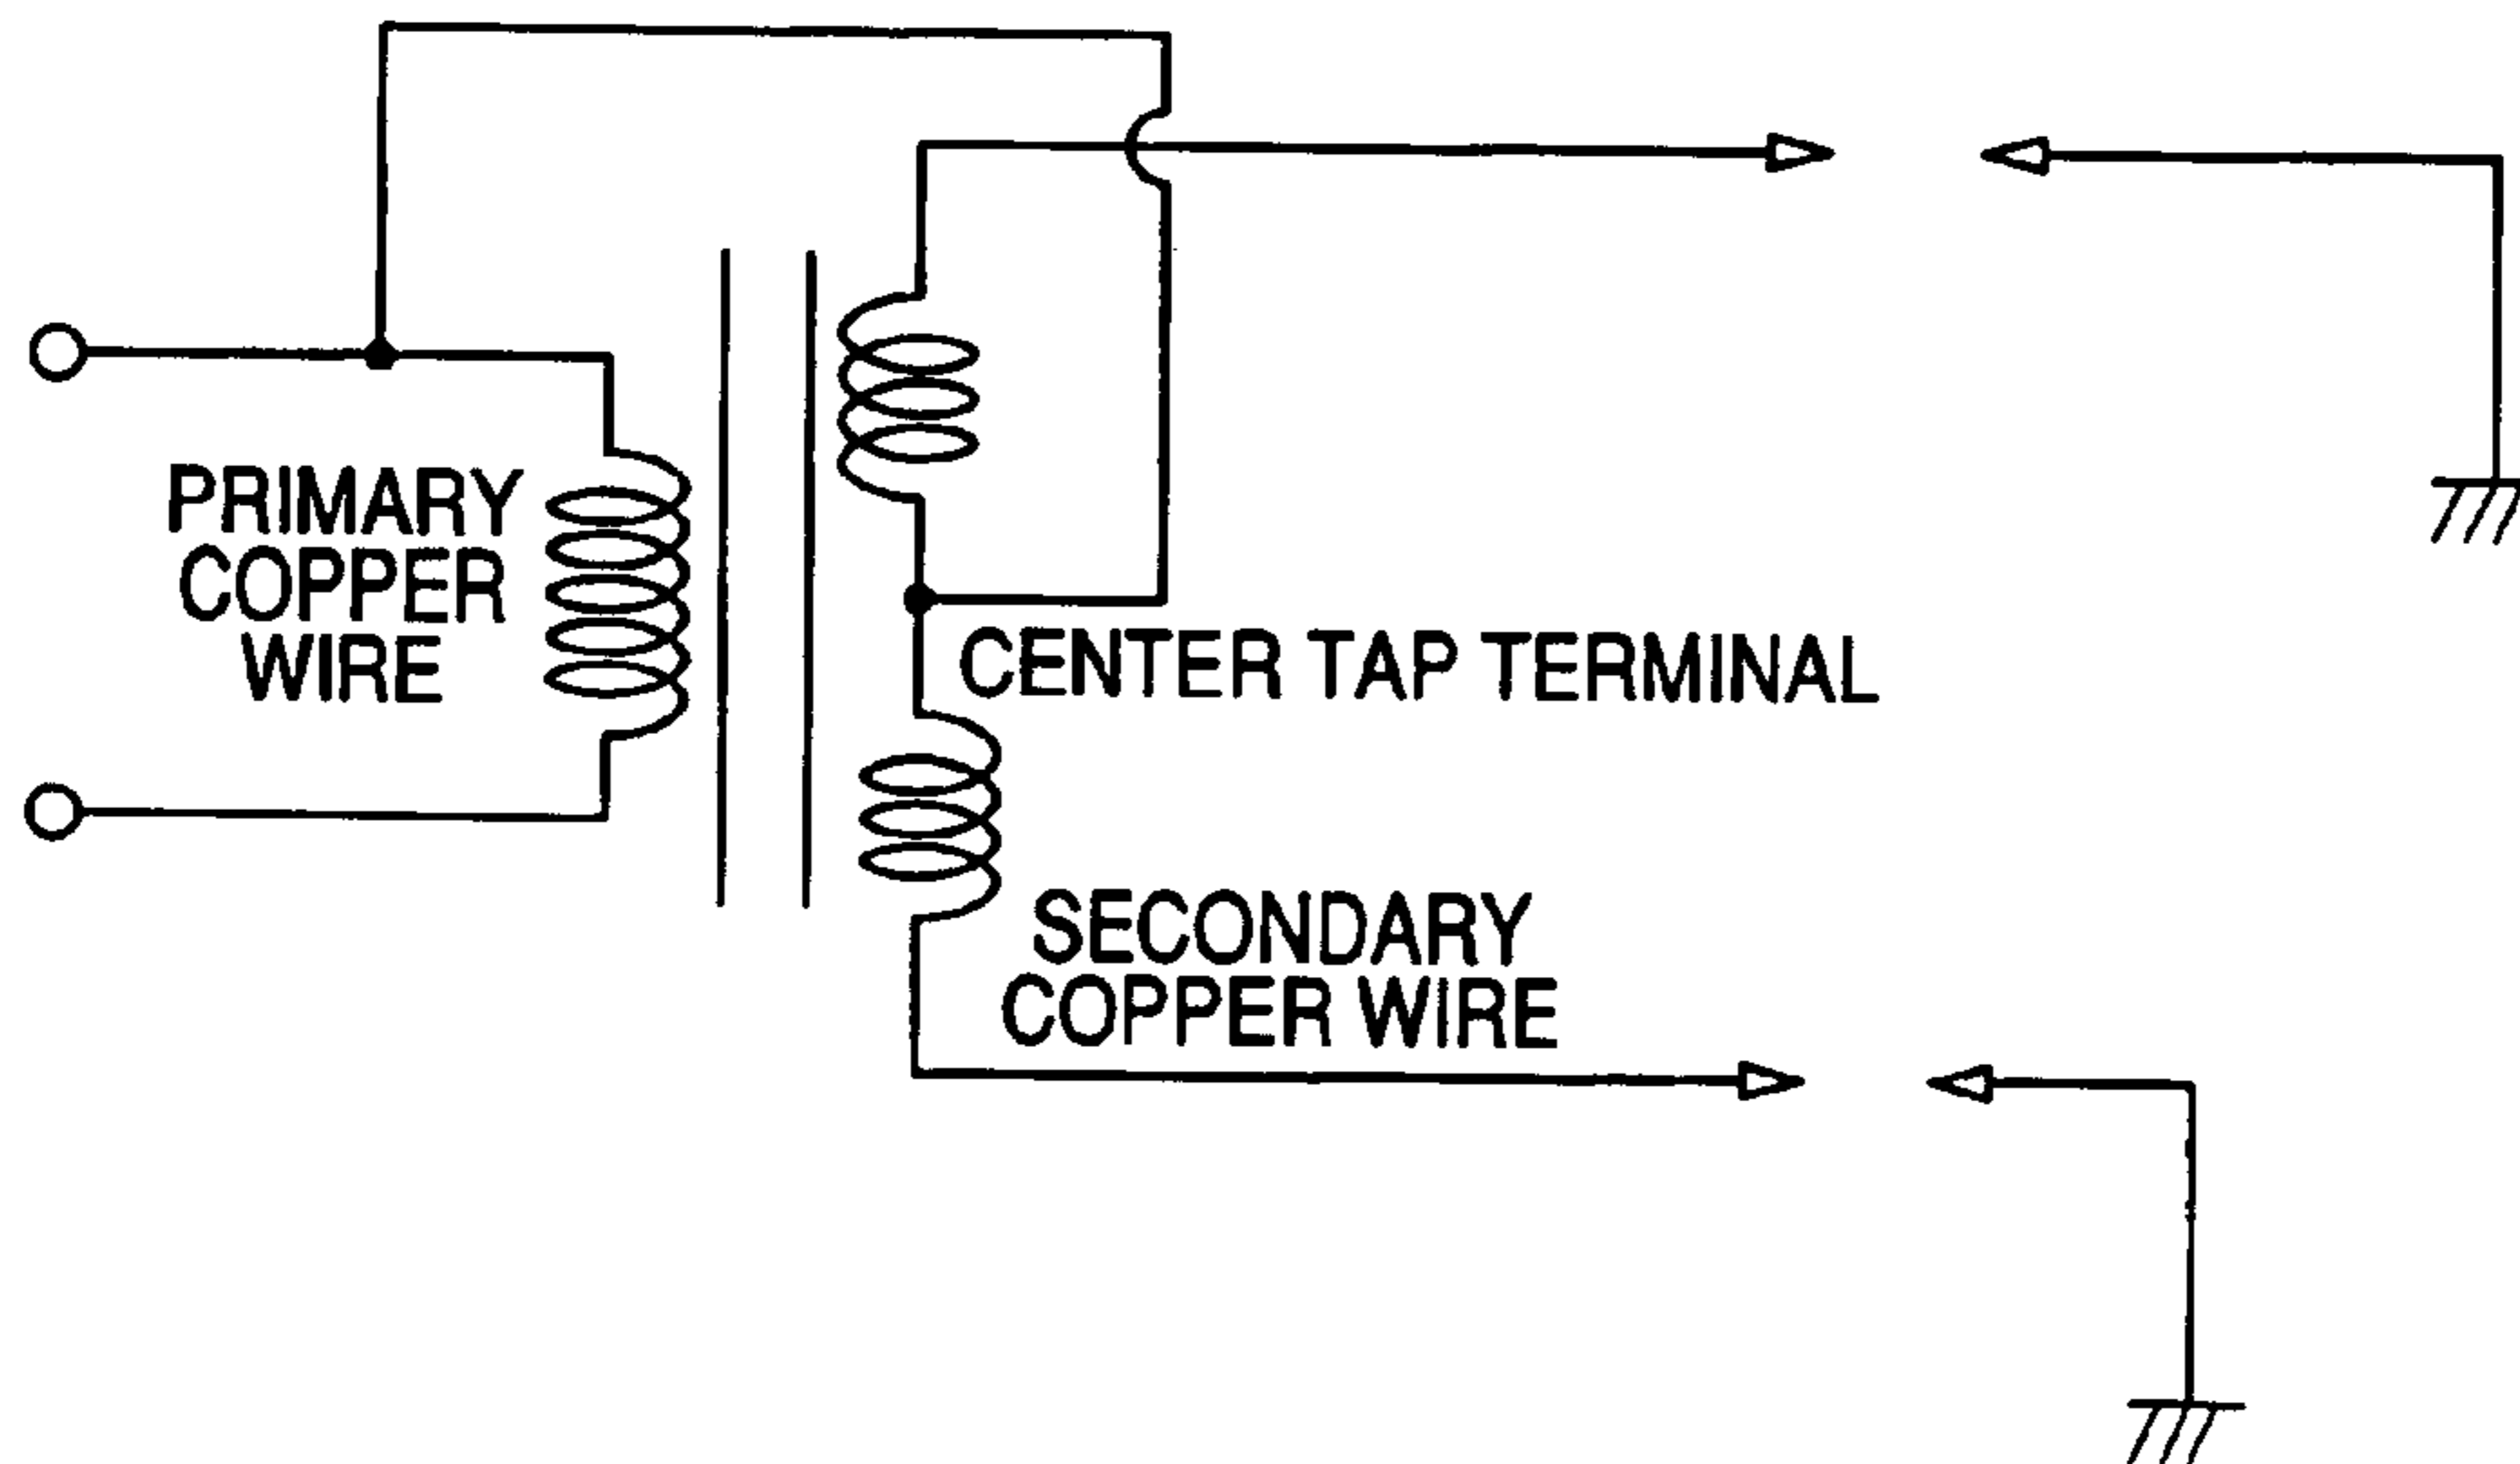 PRIMARY
COPPER
WIRE
CENTER TAP TERMINAL
SECONDARY
COPPER WIRE